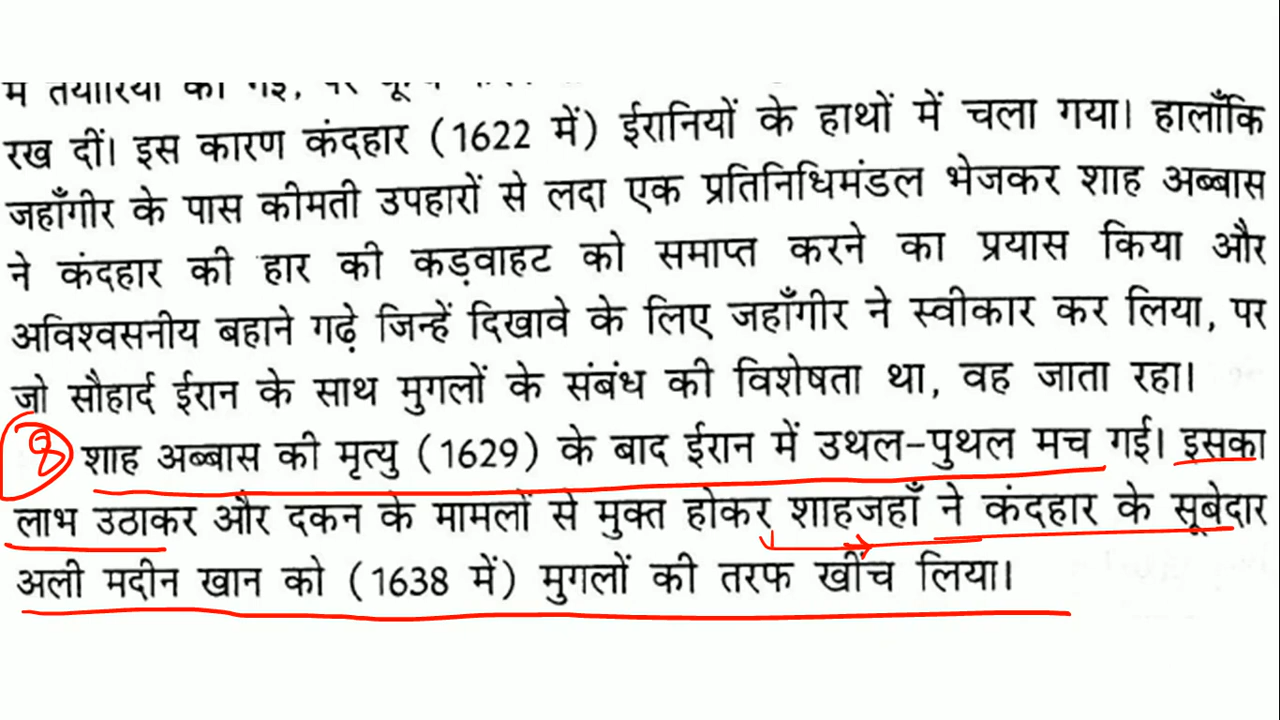 में तैयारियाँ की गईं, पर
रख दीं। इस कारण कंदहार (1622 में) ईरानियों के हाथों में चला गया। हालाँकि
जहाँगीर के पास कीमती उपहारों से लदा एक प्रतिनिधिमंडल भेजकर शाह अब्बास
ने कंदहार की हार की कड़वाहट को समाप्त करने का प्रयास किया और
अविश्वसनीय बहाने गढ़े जिन्हें दिखावे के लिए जहाँगीर ने स्वीकार कर लिया, पर
जो सौहार्द ईरान के साथ मुगलों के संबंध की विशेषता था, वह जाता रहा।
8 शाह अब्बास की मृत्यु (1629) के बाद ईरान में उथल-पुथल मच गई। इसका
लाभ उठाकर और दकन के मामलों से मुक्त होकर शाहजहाँ ने कंदहार के सूबेदार
अली मदीन खान को (1638 में) मुगलों की तरफ खींच लिया।